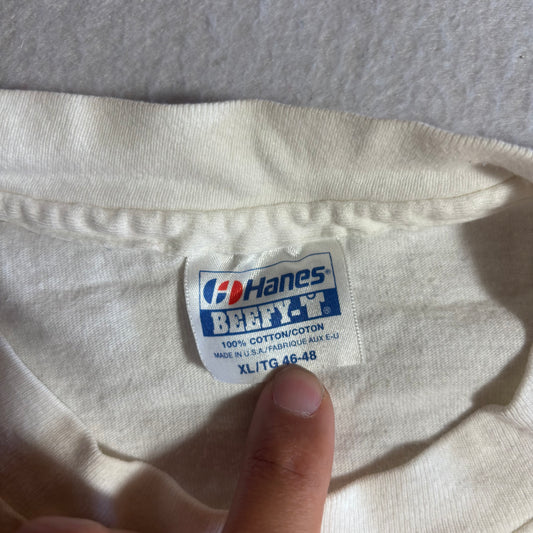 Hanes®
BEEFY-T®
100% COTTON/COTON
MADE IN U.S.A./FABRIQUE AUX E-U
XL/TG 46-48